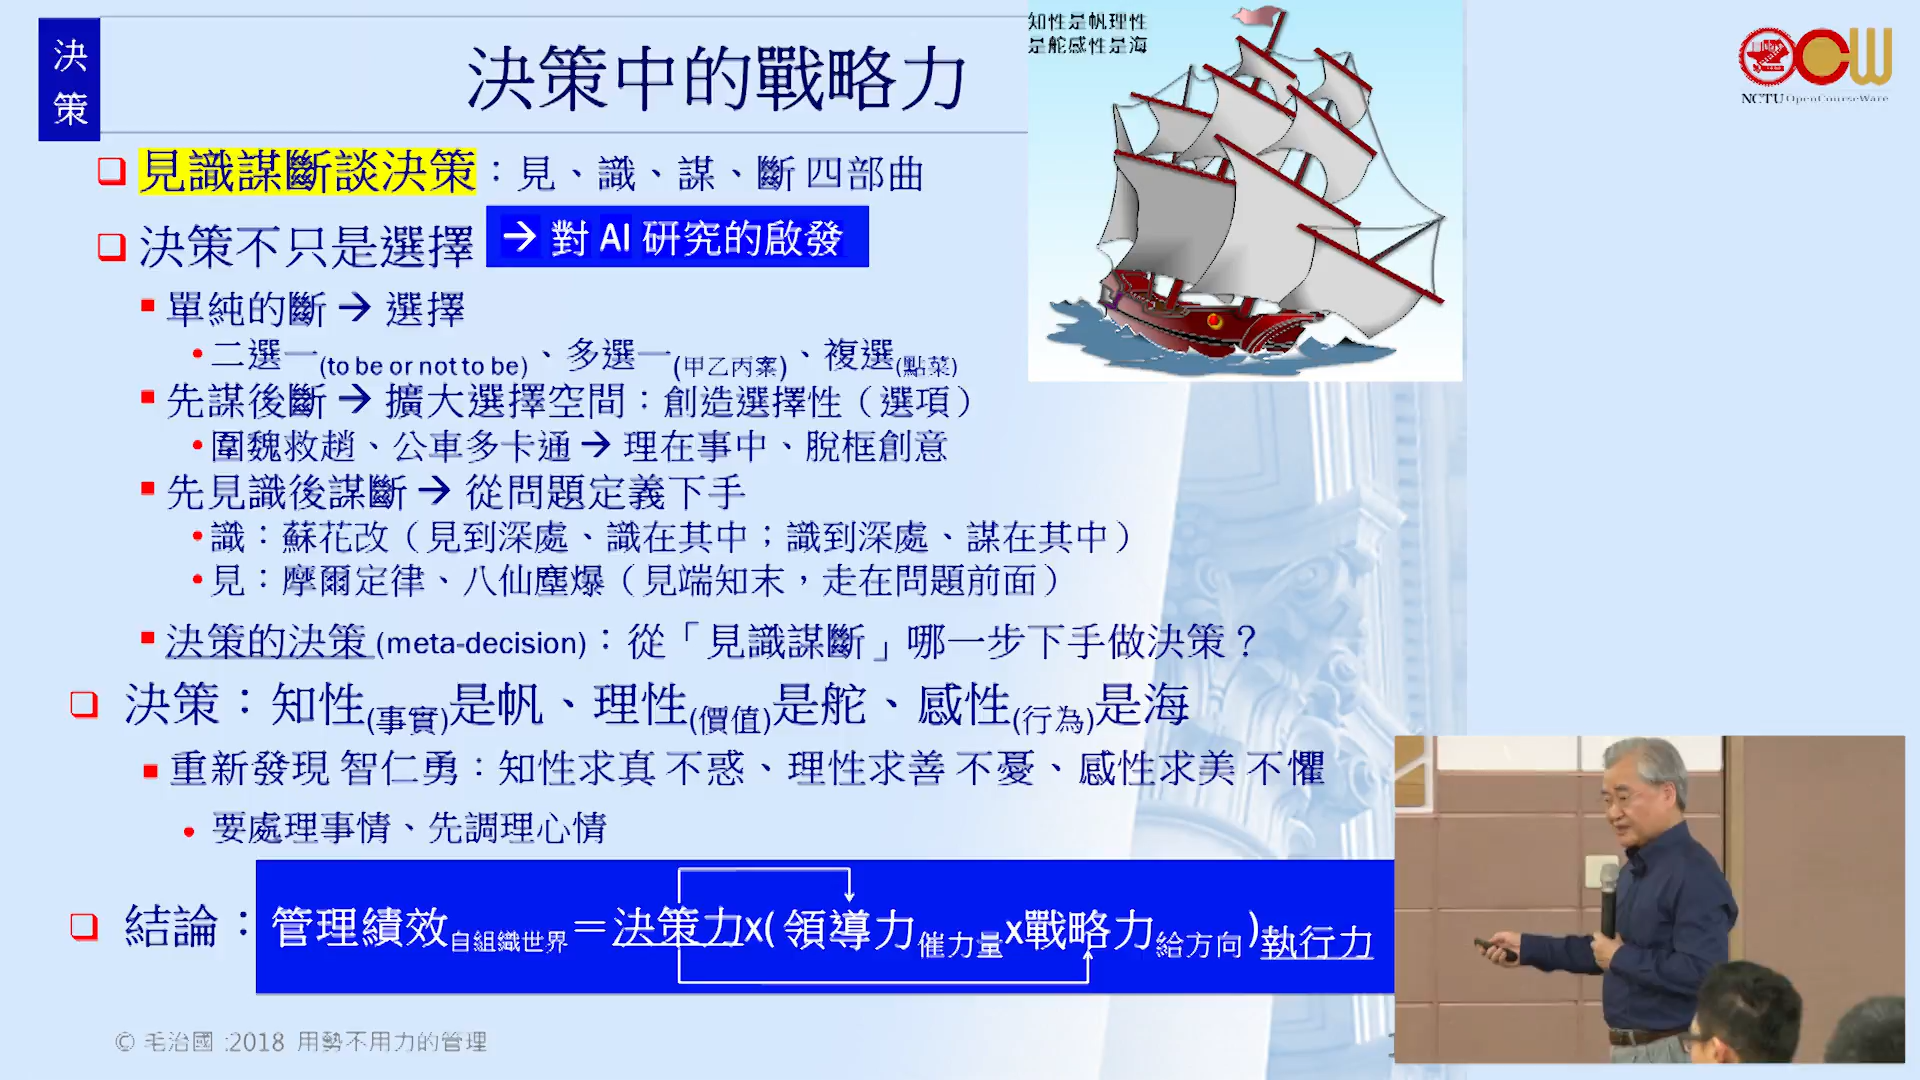 決策
決策中的戰略力
知性是帆理性
是舵感性是海
NCTU OpenCourseWare
見識謀斷談決策：見、識、謀、斷 四部曲
決策不只是選擇 → 對 AI 研究的啟發
單純的斷 → 選擇
二選一(to be or not to be)、多選一(甲乙丙案)、複選(點菜)
先謀後斷 → 擴大選擇空間：創造選擇性（選項）
圍魏救趙、公車多卡通 → 理在事中、脫框創意
先見識後謀斷 → 從問題定義下手
識：蘇花改（見到深處、識在其中；識到深處、謀在其中）
見：摩爾定律、八仙塵爆（見端知末，走在問題前面）
決策的決策 (meta-decision)：從「見識謀斷」哪一步下手做決策？
決策：知性(事實)是帆、理性(價值)是舵、感性(行為)是海
重新發現 智仁勇：知性求真 不惑、理性求善 不憂、感性求美 不懼
要處理事情、先調理心情
結論：管理績效自組織世界＝決策力x( 領導力催力量x戰略力給方向 )執行力
© 毛治國 :2018 用勢不用力的管理